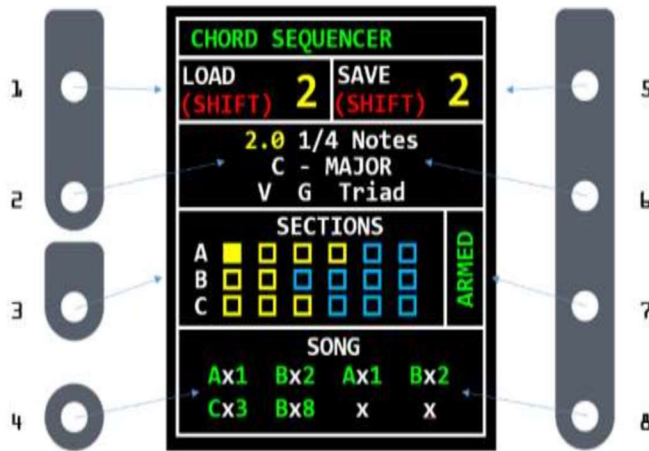 CHORD SEQUENCER
LOAD 2 SAVE 2
(SHIFT) (SHIFT)
2.0 1/4 Notes
C - MAJOR
V G Triad
SECTIONS
A
B
C
ARMED
SONG
Ax1 Bx2 Ax1 Bx2
Cx3 Bx8 x x
1
2
3
4
5
6
7
8